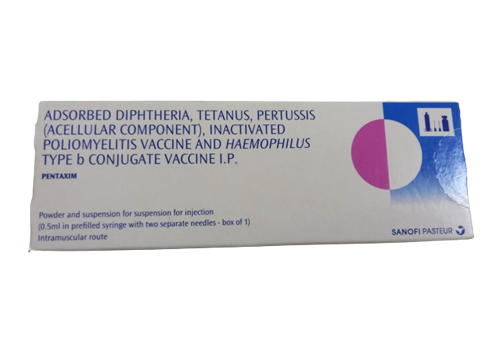 ADSORBED DIPHTHERIA, TETANUS, PERTUSSIS
(ACELLULAR COMPONENT), INACTIVATED
POLIOMYELITIS VACCINE AND HAEMOPHILUS
TYPE b CONJUGATE VACCINE I.P.
PENTAXIM
Powder and suspension for suspension for injection
(0.5ml in prefilled syringe with two separate needles - box of 1)
Intramuscular route
SANOFI PASTEUR